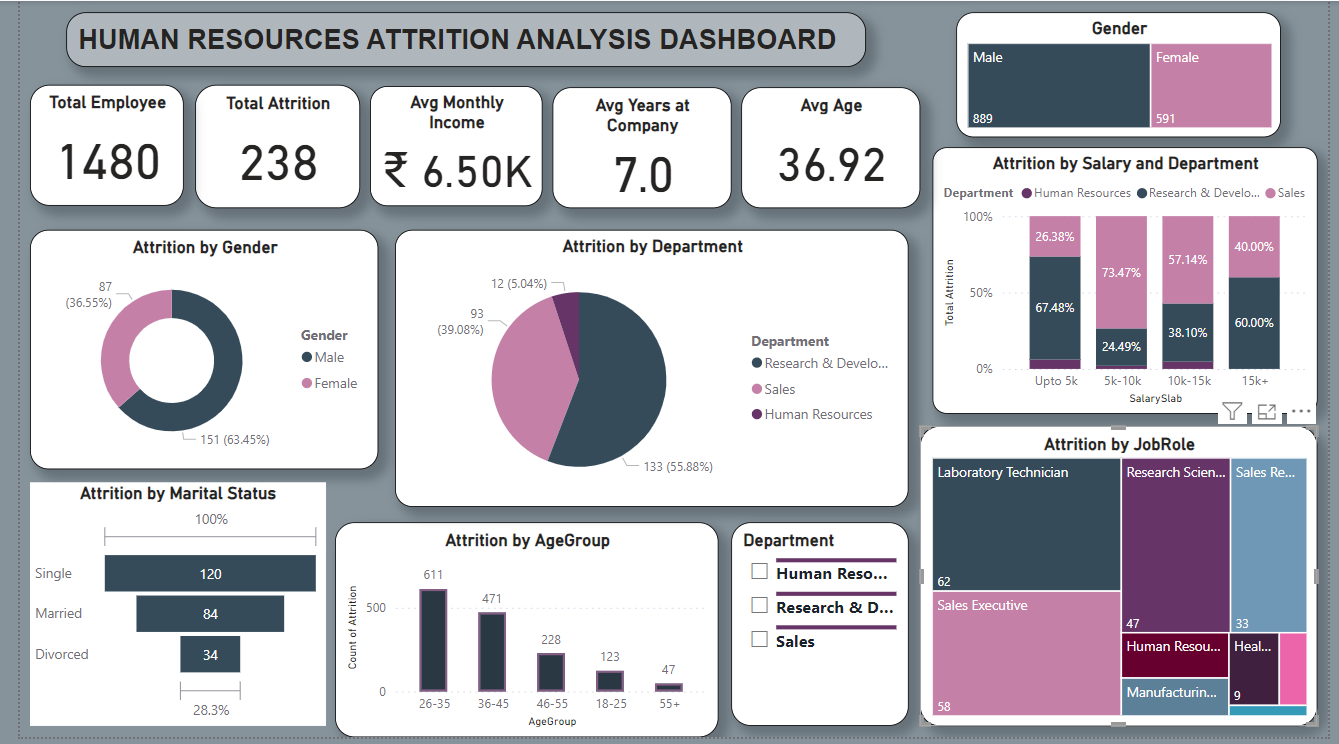 HUMAN RESOURCES ATTRITION ANALYSIS DASHBOARD
Total Employee
1480
Total Attrition
238
Avg Monthly
Income
₹ 6.50K
Avg Years at
Company
7.0
Avg Age
36.92
Gender
Male
889
Female
591
Attrition by Gender
87
(36.55%)
151 (63.45%)
Gender
Male
Female
Attrition by Department
12 (5.04%)
93
(39.08%)
133 (55.88%)
Department
Research & Develo...
Sales
Human Resources
Attrition by Salary and Department
Department Human Resources Research & Develo... Sales
Total Attrition
100%
50%
0%
26.38%
67.48%
73.47%
24.49%
57.14%
38.10%
40.00%
60.00%
Upto 5k 5k-10k 10k-15k 15k+
SalarySlab
Attrition by Marital Status
100%
Single 120
Married 84
Divorced 34
28.3%
Attrition by AgeGroup
Count of Attrition
500
0
611
471
228
123
47
26-35 36-45 46-55 18-25 55+
AgeGroup
Department
Human Reso...
Research & D...
Sales
Attrition by JobRole
Laboratory Technician
62
Sales Executive
58
Research Scien...
47
Sales Re...
33
Human Resou...
Manufacturin...
Heal...
9